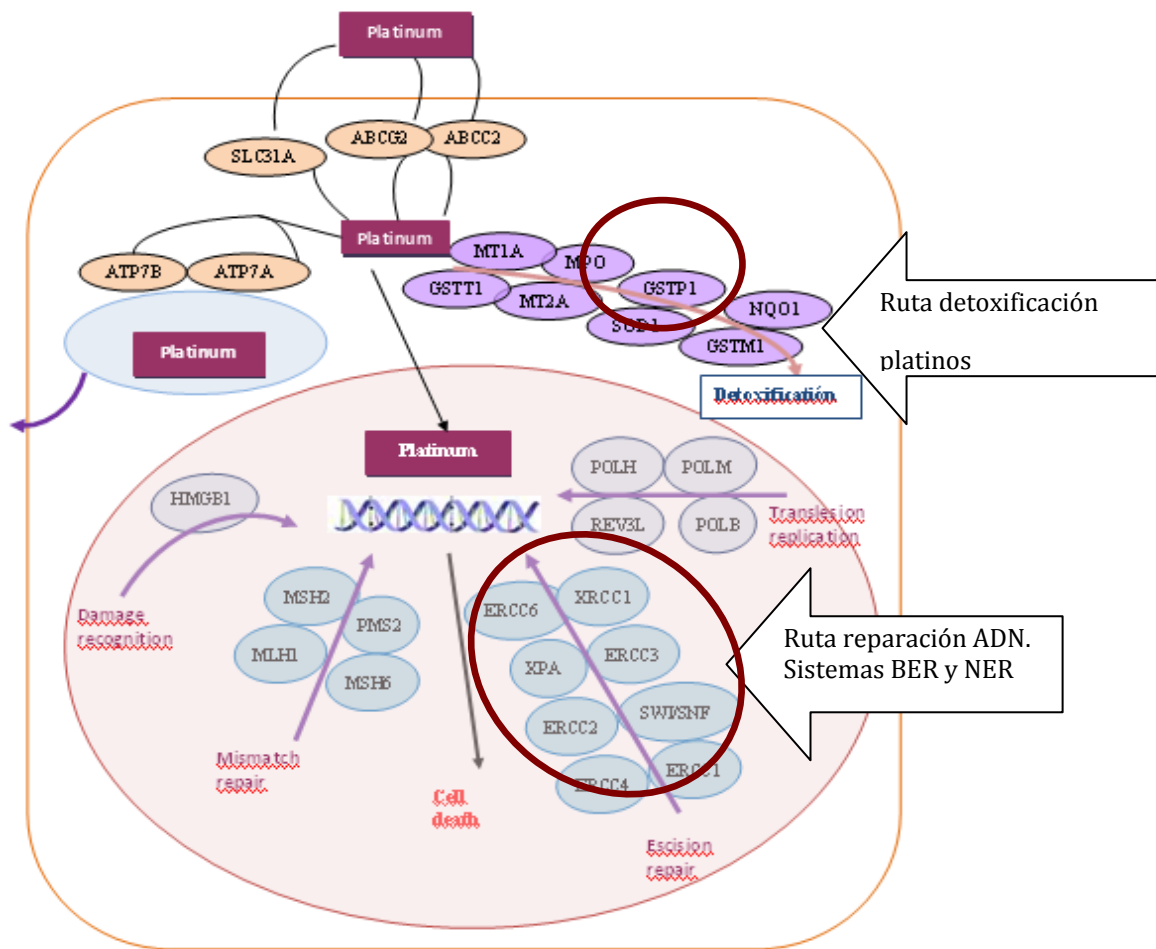 Platinum
ABCG2
ABCC2
SLC31A
Platinum
MT1A
MPO
ATP7B
ATP7A
GSTT1
MT2A
GSTP1
SOD1
NQO1
GSTM1
Ruta detoxificación
platinos
Platinum
Detoxificatión
Platinum
POLH
POLM
HMGB1
REV3L
POLB
Translesion
replication
Damage
recognition
MSH2
PMS2
MLH1
MSH6
ERCC6
XRCC1
XPA
ERCC3
ERCC2
SWI/SNF
ERCC4
ERCC1
Ruta reparación ADN.
Sistemas BER y NER
Mismatch
repair
Cell
death
Escision
repair